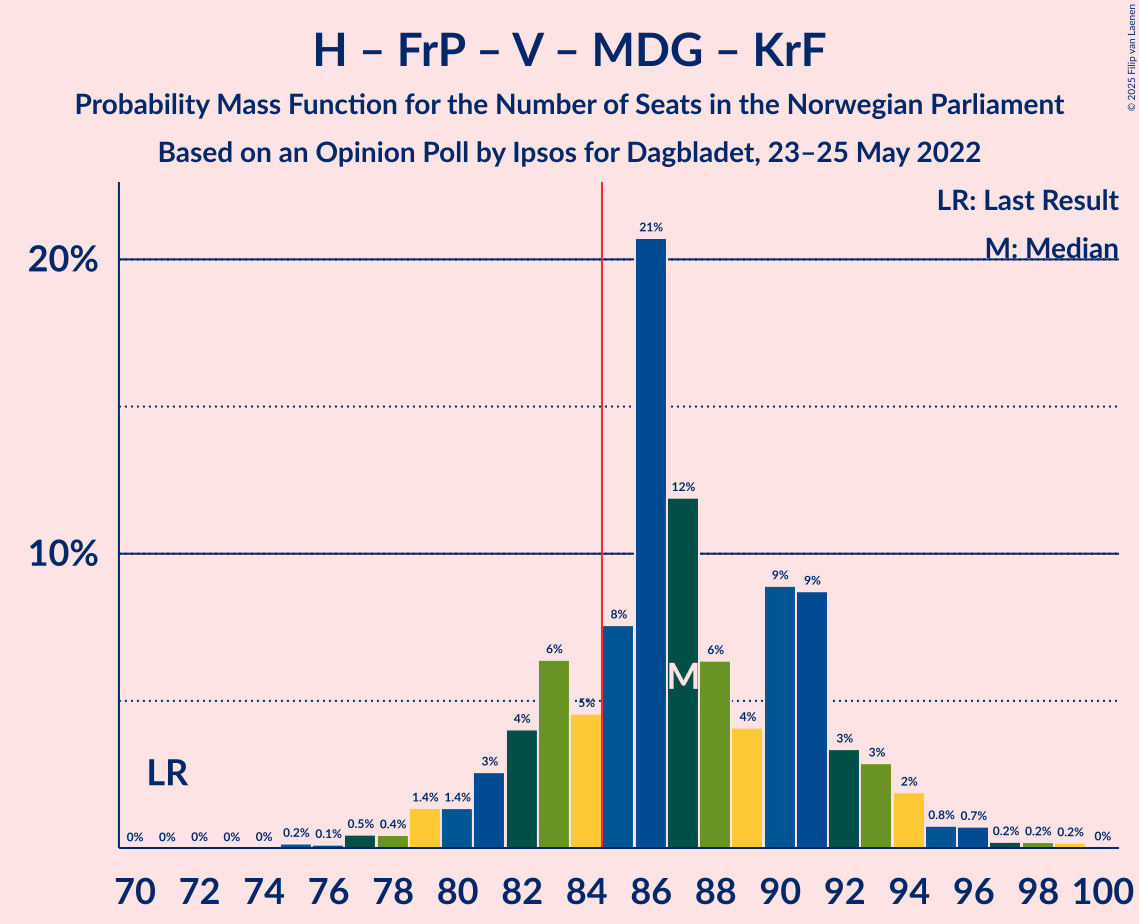 H – FrP – V – MDG – KrF
Probability Mass Function for the Number of Seats in the Norwegian Parliament
Based on an Opinion Poll by Ipsos for Dagbladet, 23–25 May 2022
© 2025 Filip van Laenen
LR: Last Result
M: Median
20%
10%
LR
M
0% 0% 0% 0% 0% 0.2% 0.1% 0.5% 0.4% 1.4% 1.4% 3% 4% 6% 5% 8% 21% 12% 6% 4% 9% 9% 3% 3% 2% 0.8% 0.7% 0.2% 0.2% 0.2% 0%
70 72 74 76 78 80 82 84 86 88 90 92 94 96 98 100